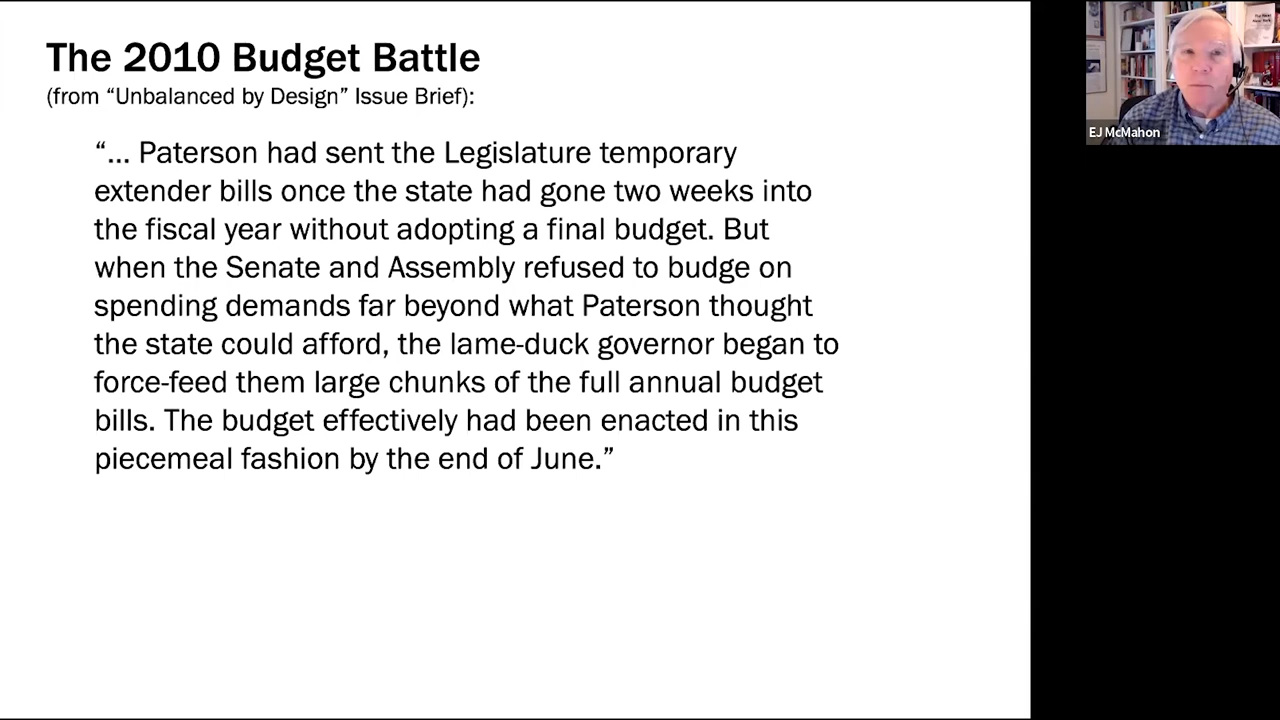 The 2010 Budget Battle
(from “Unbalanced by Design” Issue Brief):
“... Paterson had sent the Legislature temporary
extender bills once the state had gone two weeks into
the fiscal year without adopting a final budget. But
when the Senate and Assembly refused to budge on
spending demands far beyond what Paterson thought
the state could afford, the lame-duck governor began to
force-feed them large chunks of the full annual budget
bills. The budget effectively had been enacted in this
piecemeal fashion by the end of June.”
EJ McMahon